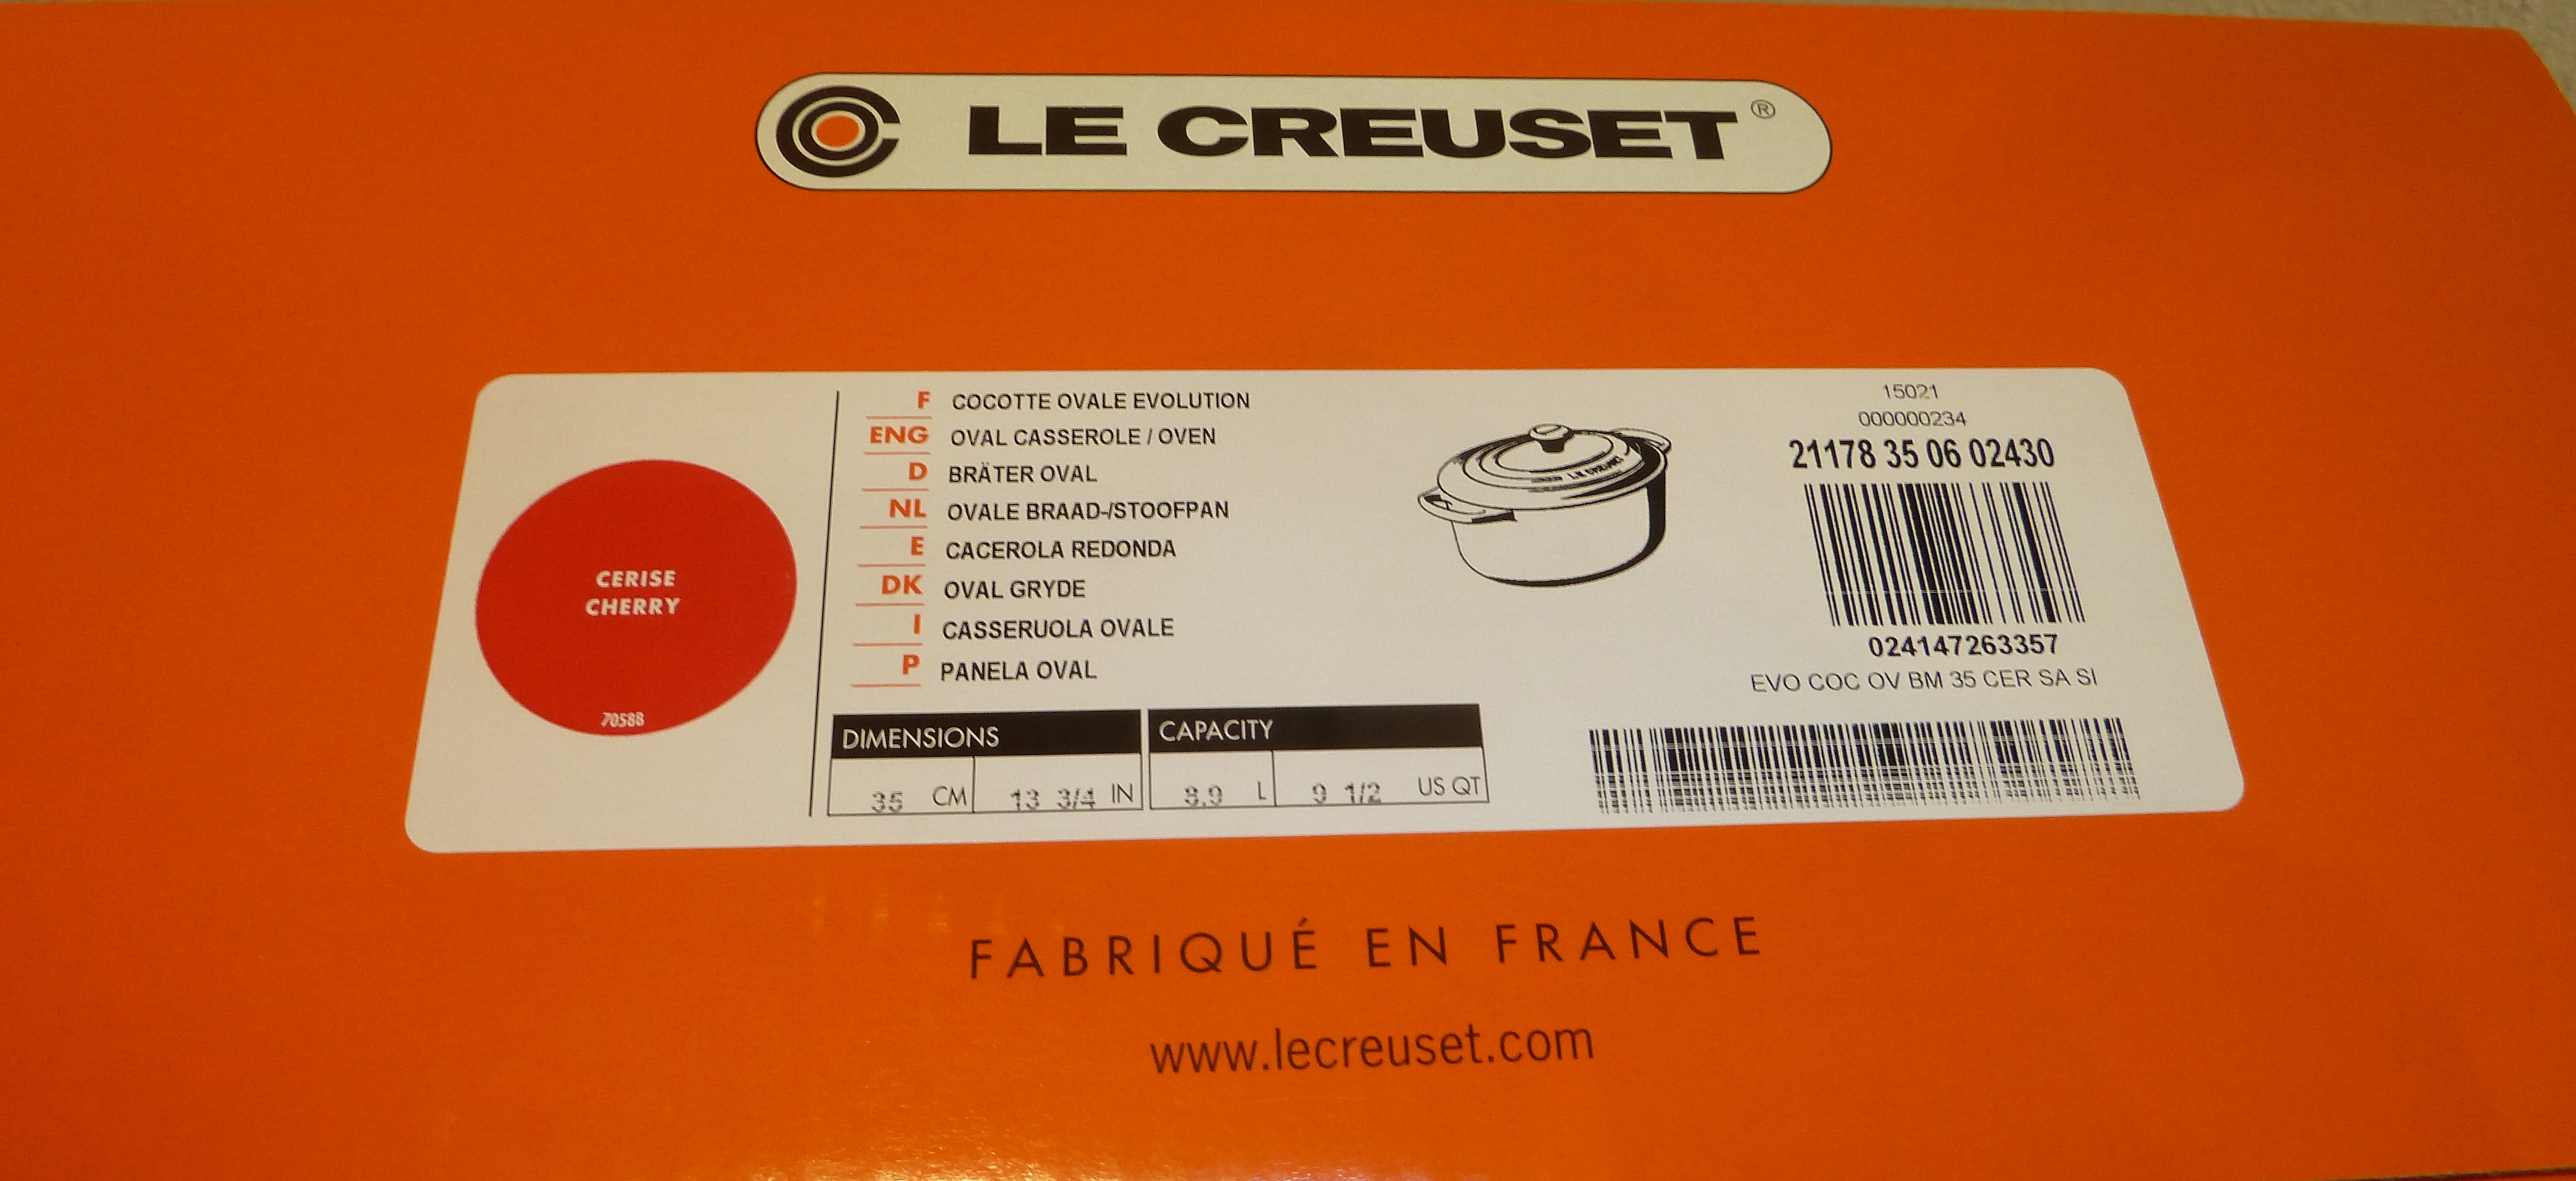 LE CREUSET®
CERISE
CHERRY
70588
F COCOTTE OVALE EVOLUTION
ENG OVAL CASSEROLE / OVEN
D BRÄTER OVAL
NL OVALE BRAAD-/STOOFPAN
E CACEROLA REDONDA
DK OVAL GRYDE
I CASSERUOLA OVALE
P PANELA OVAL
DIMENSIONS CAPACITY
35 CM 13 3/4 IN 8.9 L 9 1/2 US QT
LE CREUSET
15021
000000234
21178 35 06 02430
024147263357
EVO COC OV BM 35 CER SA SI
FABRIQUÉ EN FRANCE
www.lecreuset.com